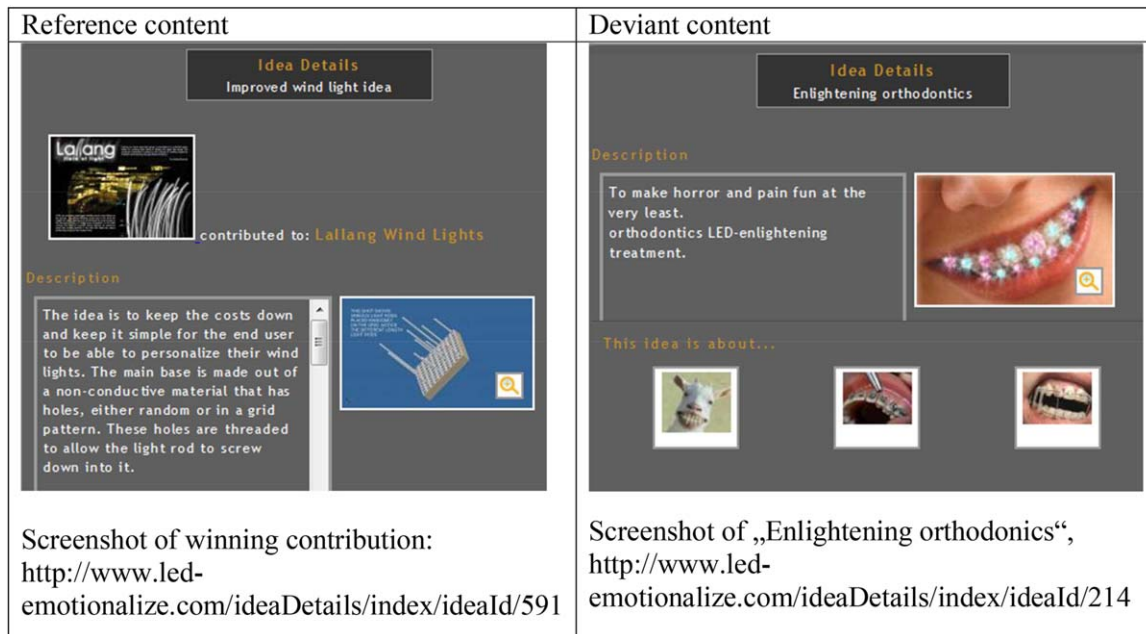 Reference content
Idea Details
Improved wind light idea
Lallang
contributed to: Lallang Wind Lights
Description
The idea is to keep the costs down
and keep it simple for the end user
to be able to personalize their wind
lights. The main base is made out of
a non-conductive material that has
holes, either random or in a grid
pattern. These holes are threaded
to allow the light rod to screw
down into it.
Screenshot of winning contribution:
http://www.led-
emotionalize.com/ideaDetails/index/ideaId/591
Deviant content
Idea Details
Enlightening orthodontics
Description
To make horror and pain fun at the
very least.
orthodontics LED-enlightening
treatment.
This idea is about...
Screenshot of „Enlightening orthodonics“,
http://www.led-
emotionalize.com/ideaDetails/index/ideaId/214